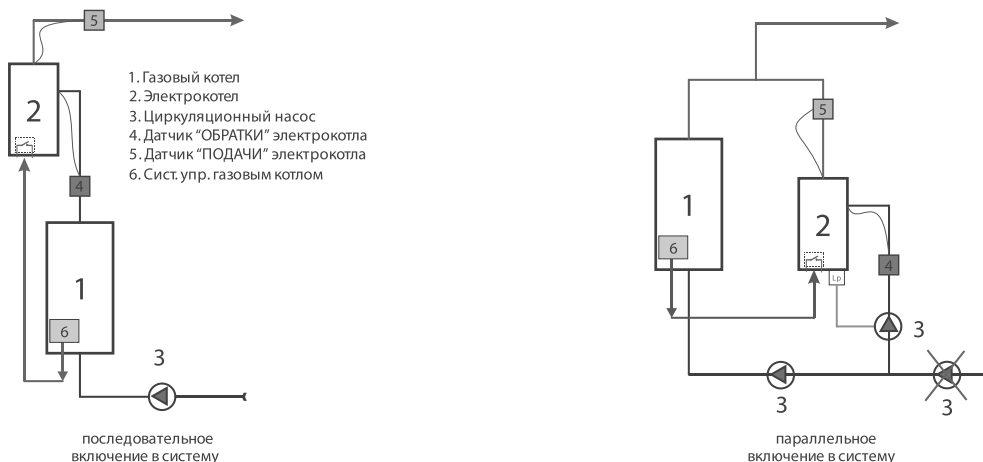 5
2
1. Газовый котел
2. Электрокотел
3. Циркуляционный насос
4. Датчик “ОБРАТКИ” электрокотла
5. Датчик “ПОДАЧИ” электрокотла
6. Сист. упр. газовым котлом
4
1
6
3
последовательное
включение в систему
5
1
2
6
4
Lp
3
3
3
параллельное
включение в систему